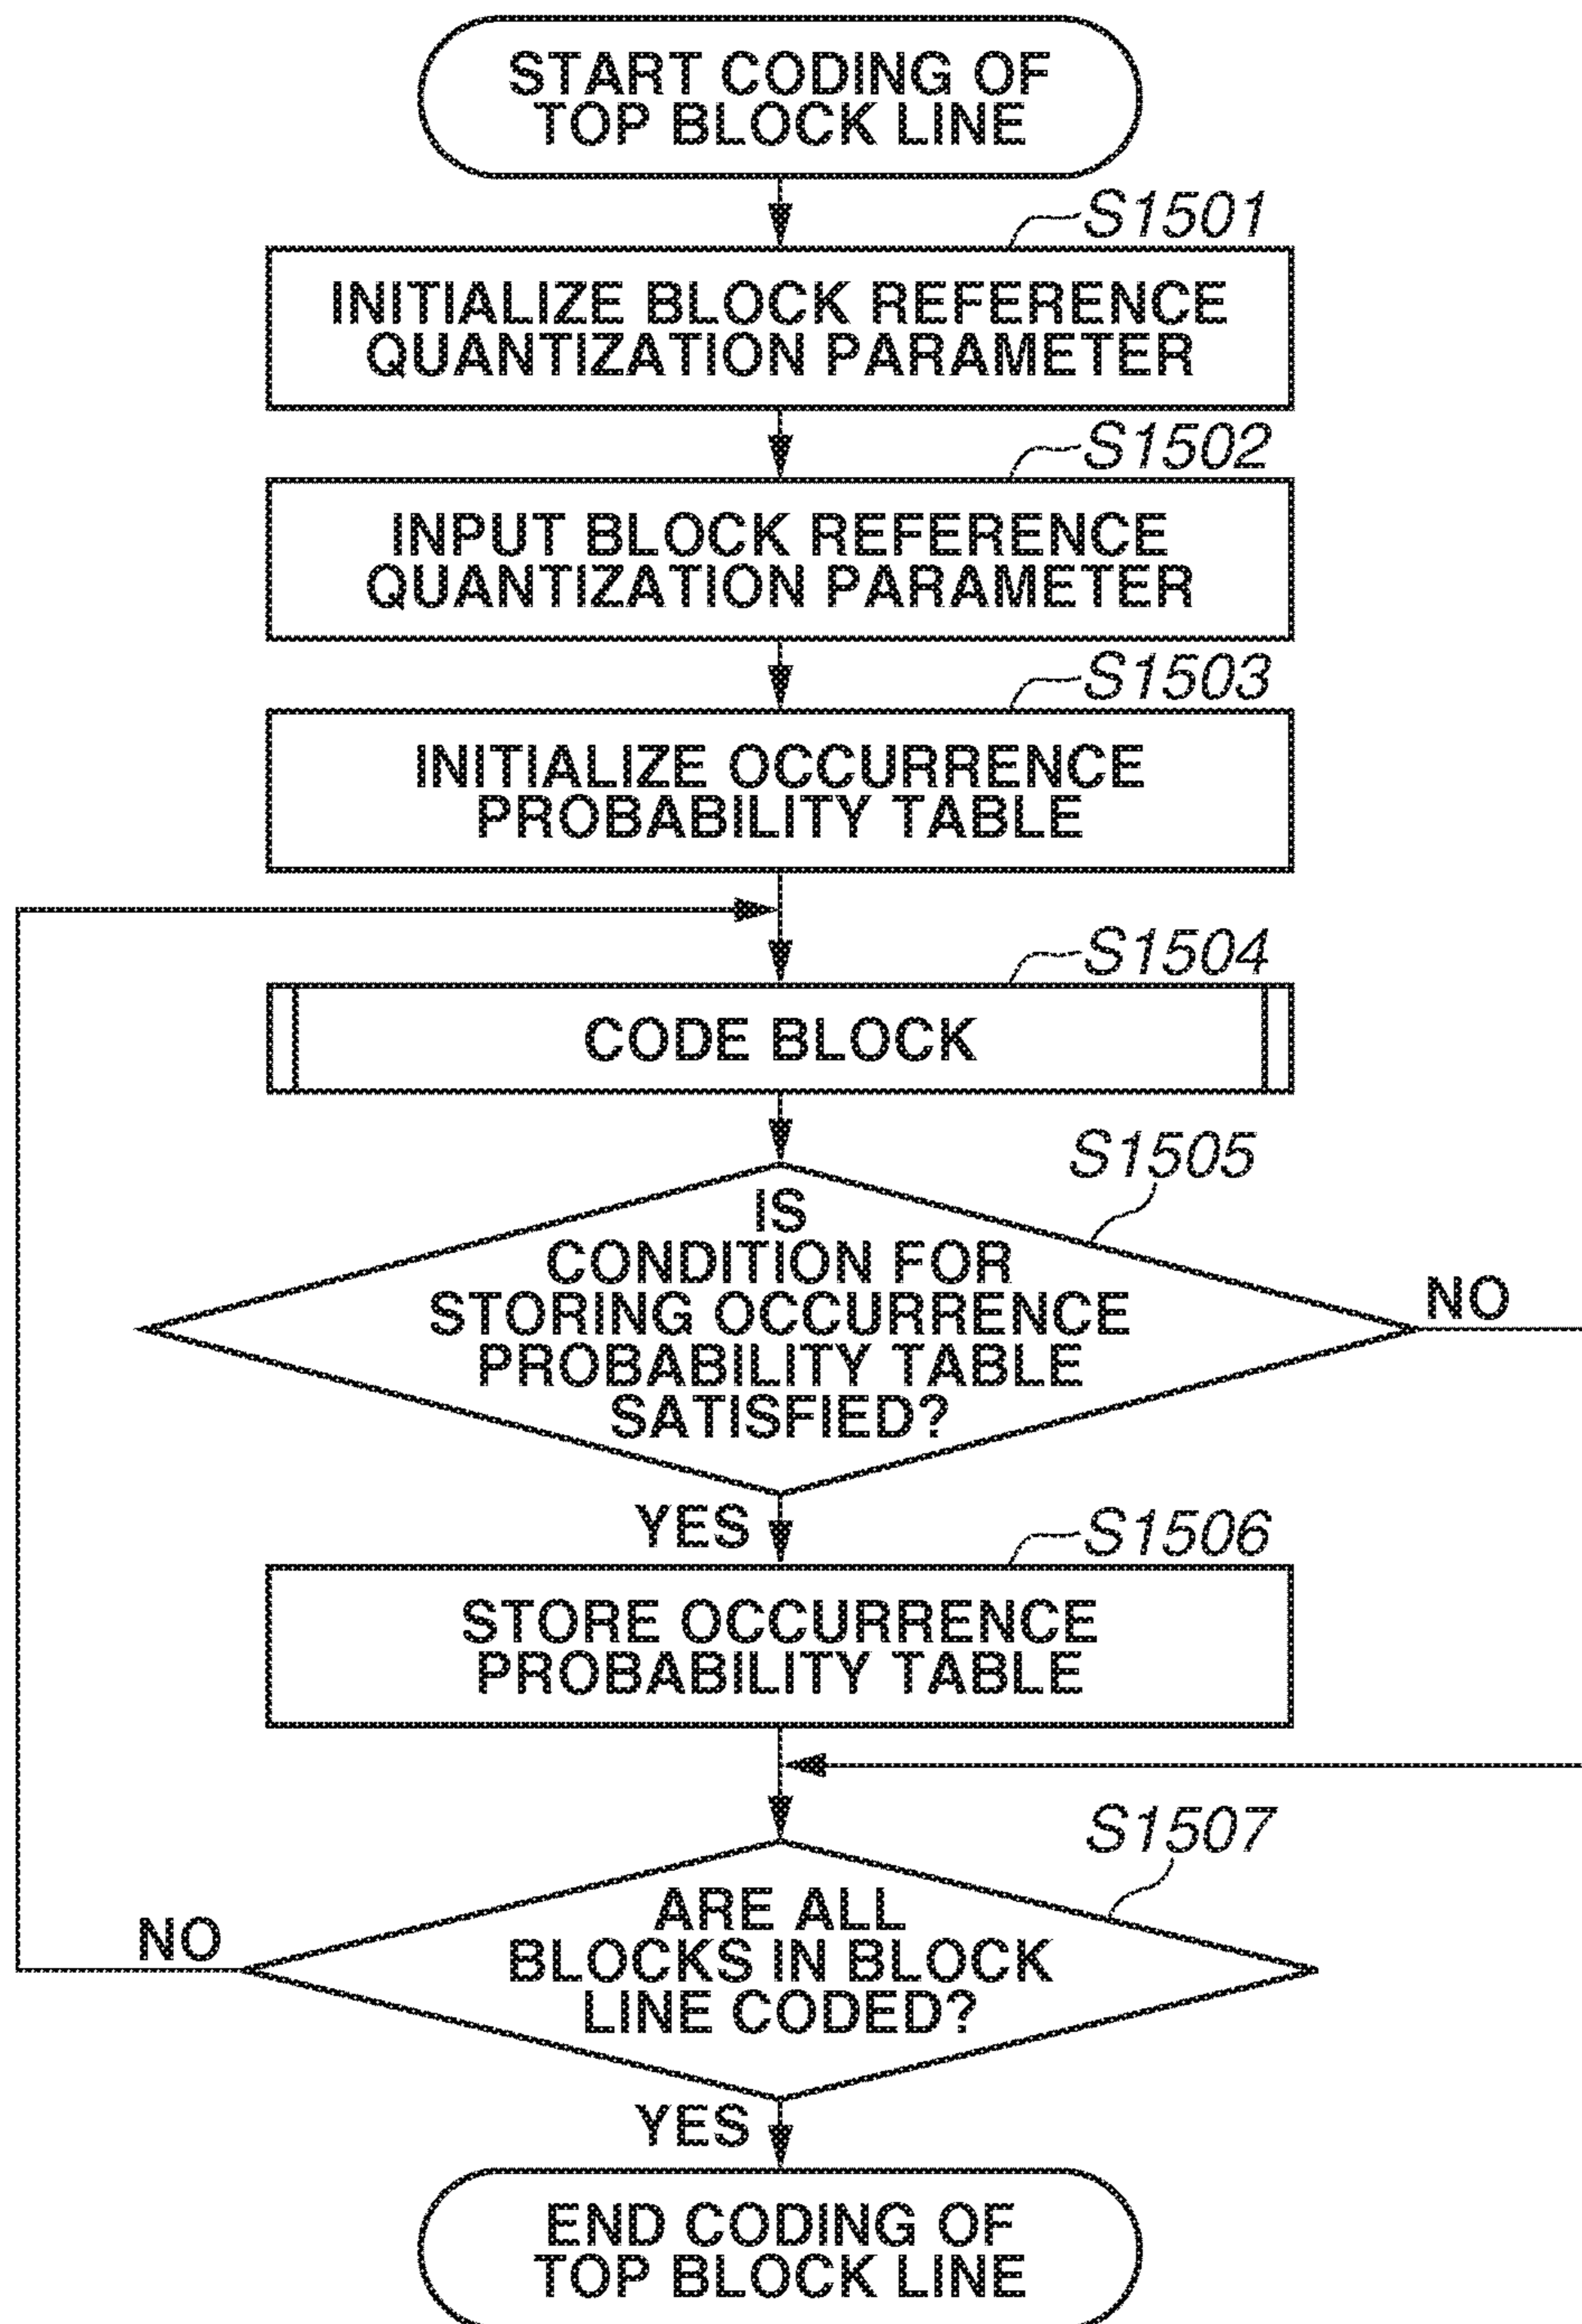 START CODING OF
TOP BLOCK LINE
S1501
INITIALIZE BLOCK REFERENCE
QUANTIZATION PARAMETER
S1502
INPUT BLOCK REFERENCE
QUANTIZATION PARAMETER
S1503
INITIALIZE OCCURRENCE
PROBABILITY TABLE
S1504
CODE BLOCK
S1505
IS
CONDITION FOR
STORING OCCURRENCE
PROBABILITY TABLE
SATISFIED?
NO
YES
S1506
STORE OCCURRENCE
PROBABILITY TABLE
S1507
ARE ALL
BLOCKS IN BLOCK
LINE CODED?
NO
YES
END CODING OF
TOP BLOCK LINE